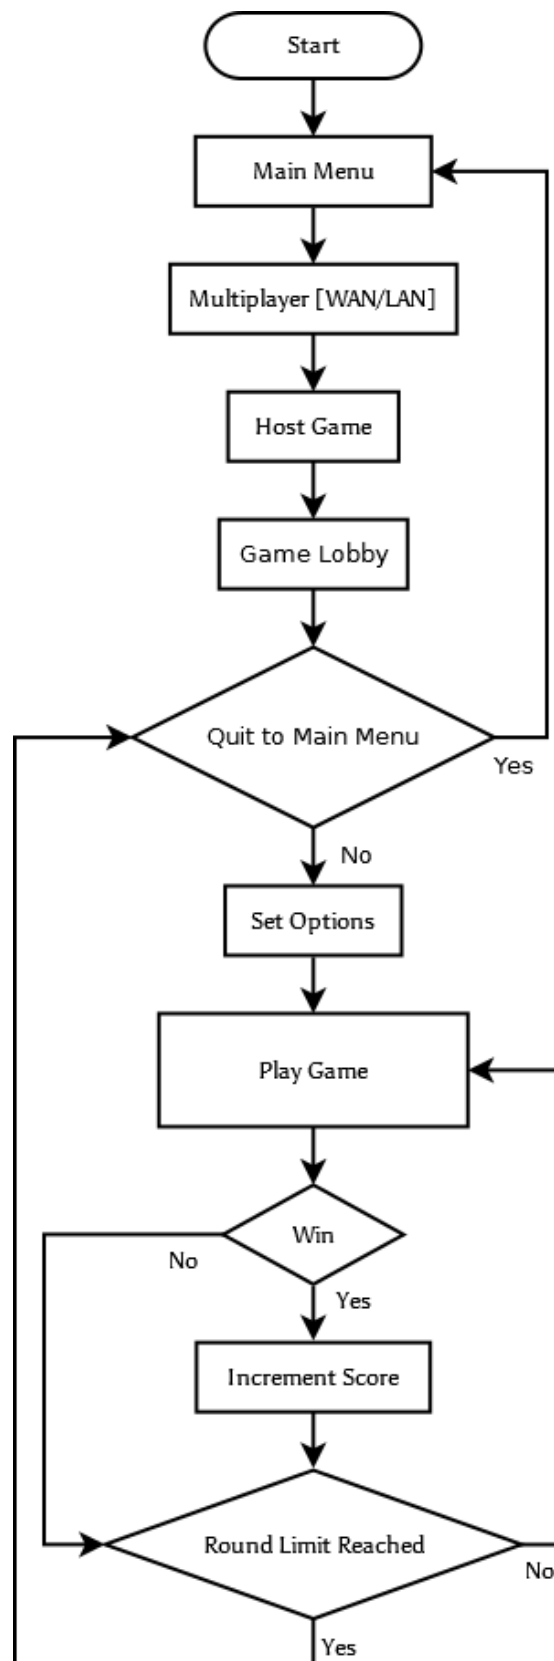 Start
Main Menu
Multiplayer [WAN/LAN]
Host Game
Game Lobby
Quit to Main Menu
Yes
No
Set Options
Play Game
Win
No
Yes
Increment Score
Round Limit Reached
No
Yes